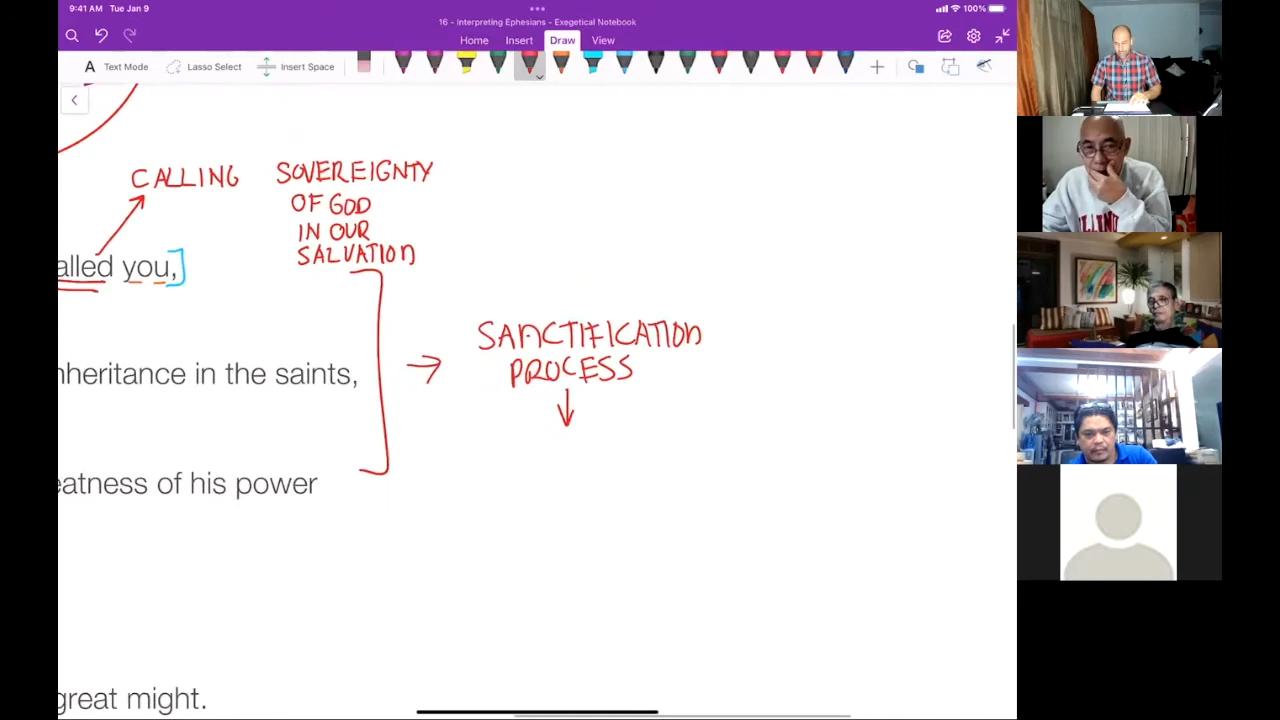 9:41 AM Tue Jan 9
100%
16 - Interpreting Ephesians - Exegetical Notebook
Home Insert Draw View
A Text Mode Lasso Select Insert Space
CALLING
SOVEREIGNTY
OF GOD
IN OUR
SALVATION
alled you,]
SANCTIFICATION
PROCESS
nheritance in the saints,
eatness of his power
great might.